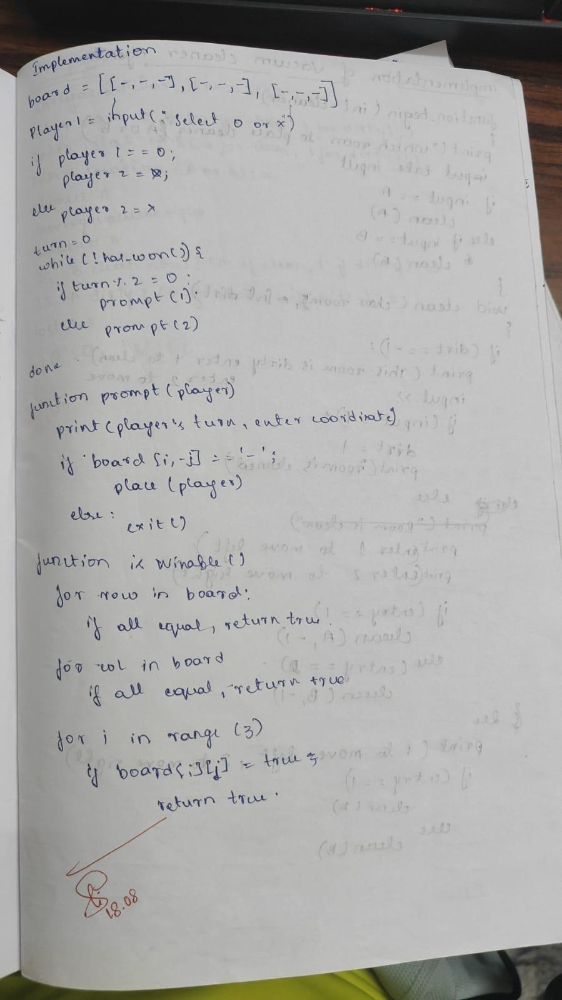 Implementation
board = [[-,-,-], [-,-,-], [-,-,-]]
Player1 = input("Select 0 or x")
if player 1 == 0;
player 2 = ;
else player 2 = x
turn = 0
while (!has_won()) {
if turn % 2 = 0 :
prompt (1):
else prompt (2)
done
function prompt (player)
print (player's turn, enter coordinate)
if board [i,-j] == '-' ;
place (player)
else :
exit ()
function is winable ()
for row in board:
if all equal, return true.
for col in board
if all equal, return true
for i in range (3)
if board[i][j] = true
return true.
18.08